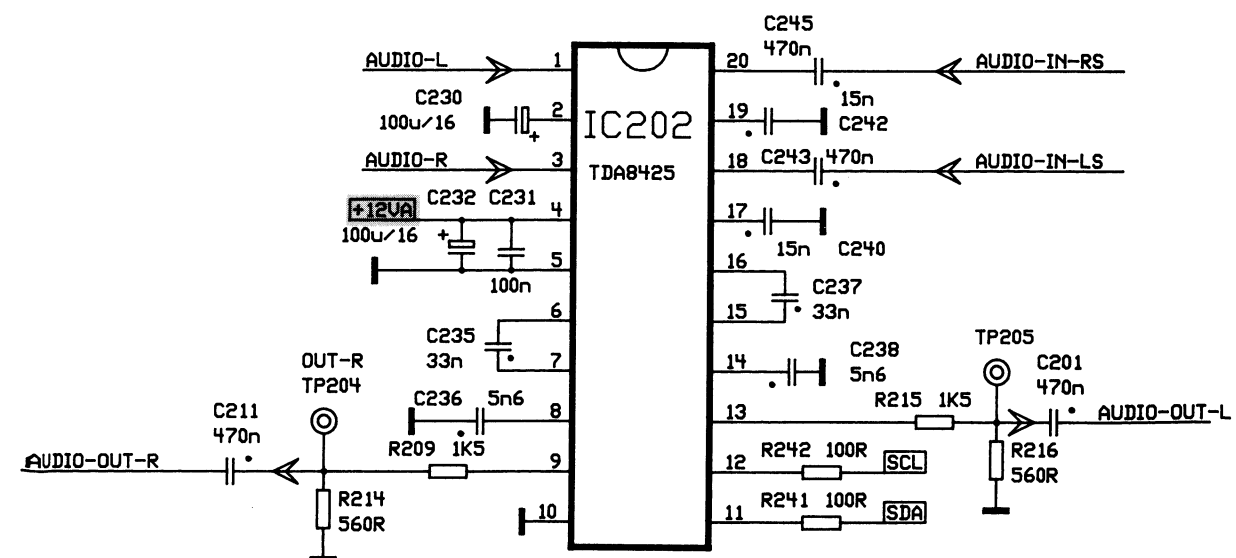 C245
470n
AUDIO-L
1
20
AUDIO-IN-RS
C230
100u/16
+
2
IC202
19
15n
C242
AUDIO-R
3
TDA8425
18
C243
470n
AUDIO-IN-LS
+12VA
C232
C231
4
17
100u/16
+
15n
C240
5
16
100n
C237
33n
6
15
C235
33n
7
14
C238
5n6
TP205
OUT-R
TP204
C201
470n
C236
5n6
8
13
R215
1K5
AUDIO-OUT-L
C211
470n
R209
1K5
AUDIO-OUT-R
9
12
R242
100R
SCL
R216
560R
R214
560R
10
11
R241
100R
SDA